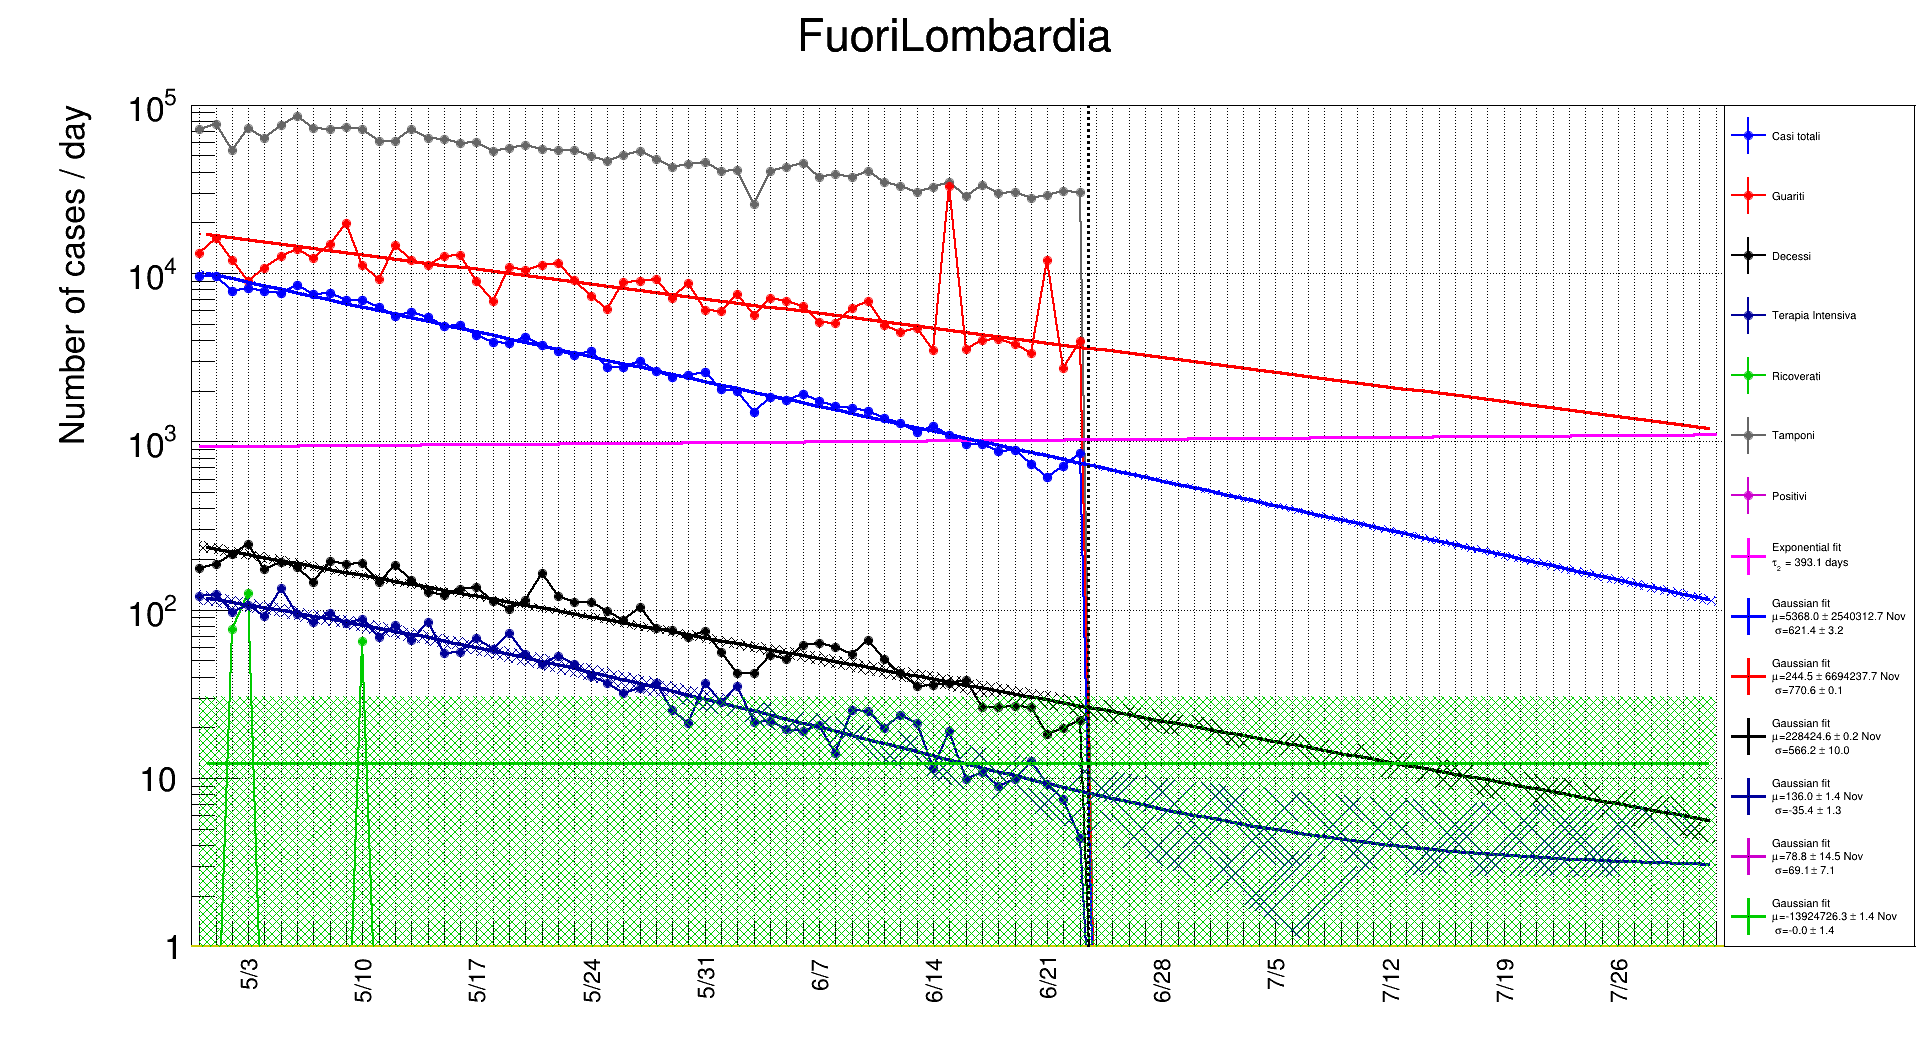 FuoriLombardia
Number of cases / day
10^5
10^4
10^3
10^2
10
1
5/3
5/10
5/17
5/24
5/31
6/7
6/14
6/21
6/28
7/5
7/12
7/19
7/26
Casi totali
Guariti
Decessi
Terapia Intensiva
Ricoverati
Tamponi
Positivi
Exponential fit
τ_2 = 393.1 days
Gaussian fit
μ=5368.0 ± 2540312.7 Nov
σ=621.4 ± 3.2
Gaussian fit
μ=244.5 ± 6694237.7 Nov
σ=770.6 ± 0.1
Gaussian fit
μ=228424.6 ± 0.2 Nov
σ=566.2 ± 10.0
Gaussian fit
μ=136.0 ± 1.4 Nov
σ=-35.4 ± 1.3
Gaussian fit
μ=78.8 ± 14.5 Nov
σ=69.1 ± 7.1
Gaussian fit
μ=-13924726.3 ± 1.4 Nov
σ=-0.0 ± 1.4